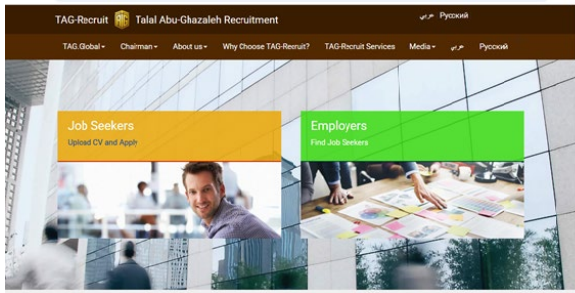 TAG-Recruit Talal Abu-Ghazaleh Recruitment عربي Русский
TAG.Global Chairman About us Why Choose TAG-Recruit? TAG-Recruit Services Media عربي Русский
Job Seekers
Upload CV and Apply
Employers
Find Job Seekers